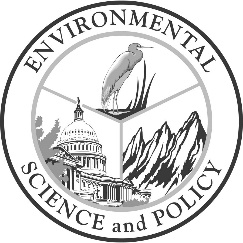 ENVIRONMENTAL
SCIENCE and POLICY